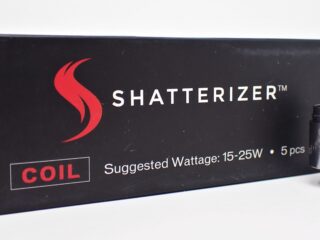 SHATTERIZER™
COIL Suggested Wattage: 15-25W • 5 pcs